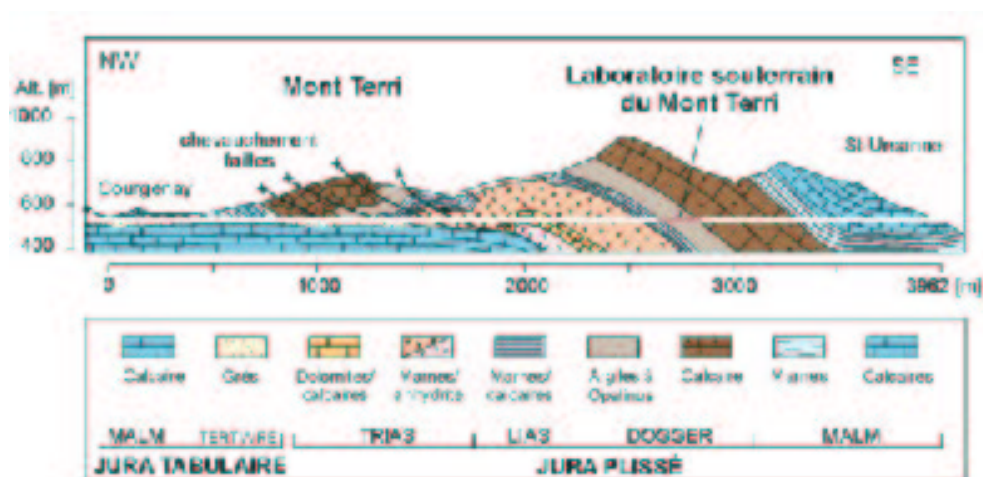 NW
SE
Mont Terri
Laboratoire souterrain
du Mont Terri
Alt. [m]
1000
chevauchement
failles
St-Ursanne
800
Courgenay
600
400
0 1000 2000 3000 3962 [m]
Calcaire Grès Dolomites/ Marnes/ Marnes/ Argiles à Calcaire Marnes Calcaires
calcaires anhydrite calcaires Opalinus
MALM TERTIAIRE TRIAS LIAS DOGGER MALM
JURA TABULAIRE JURA PLISSÉ